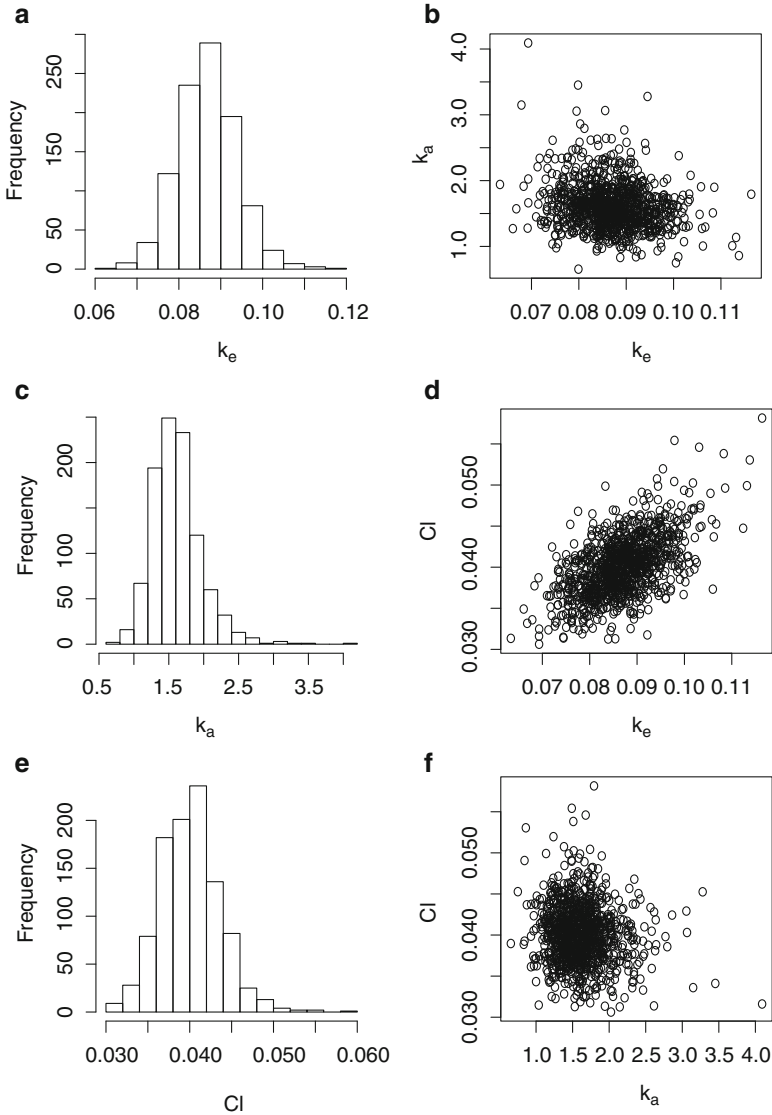 a
Frequency
0 50 150 250
0.06 0.08 0.10 0.12
ke
b
ka
1.0 2.0 3.0 4.0
0.07 0.08 0.09 0.10 0.11
ke
c
Frequency
0 50 100 200
0.5 1.5 2.5 3.5
ka
d
Cl
0.030 0.040 0.050
0.07 0.08 0.09 0.10 0.11
ke
e
Frequency
0 50 100 150 200
0.030 0.040 0.050 0.060
Cl
f
Cl
0.030 0.040 0.050
1.0 1.5 2.0 2.5 3.0 3.5 4.0
ka